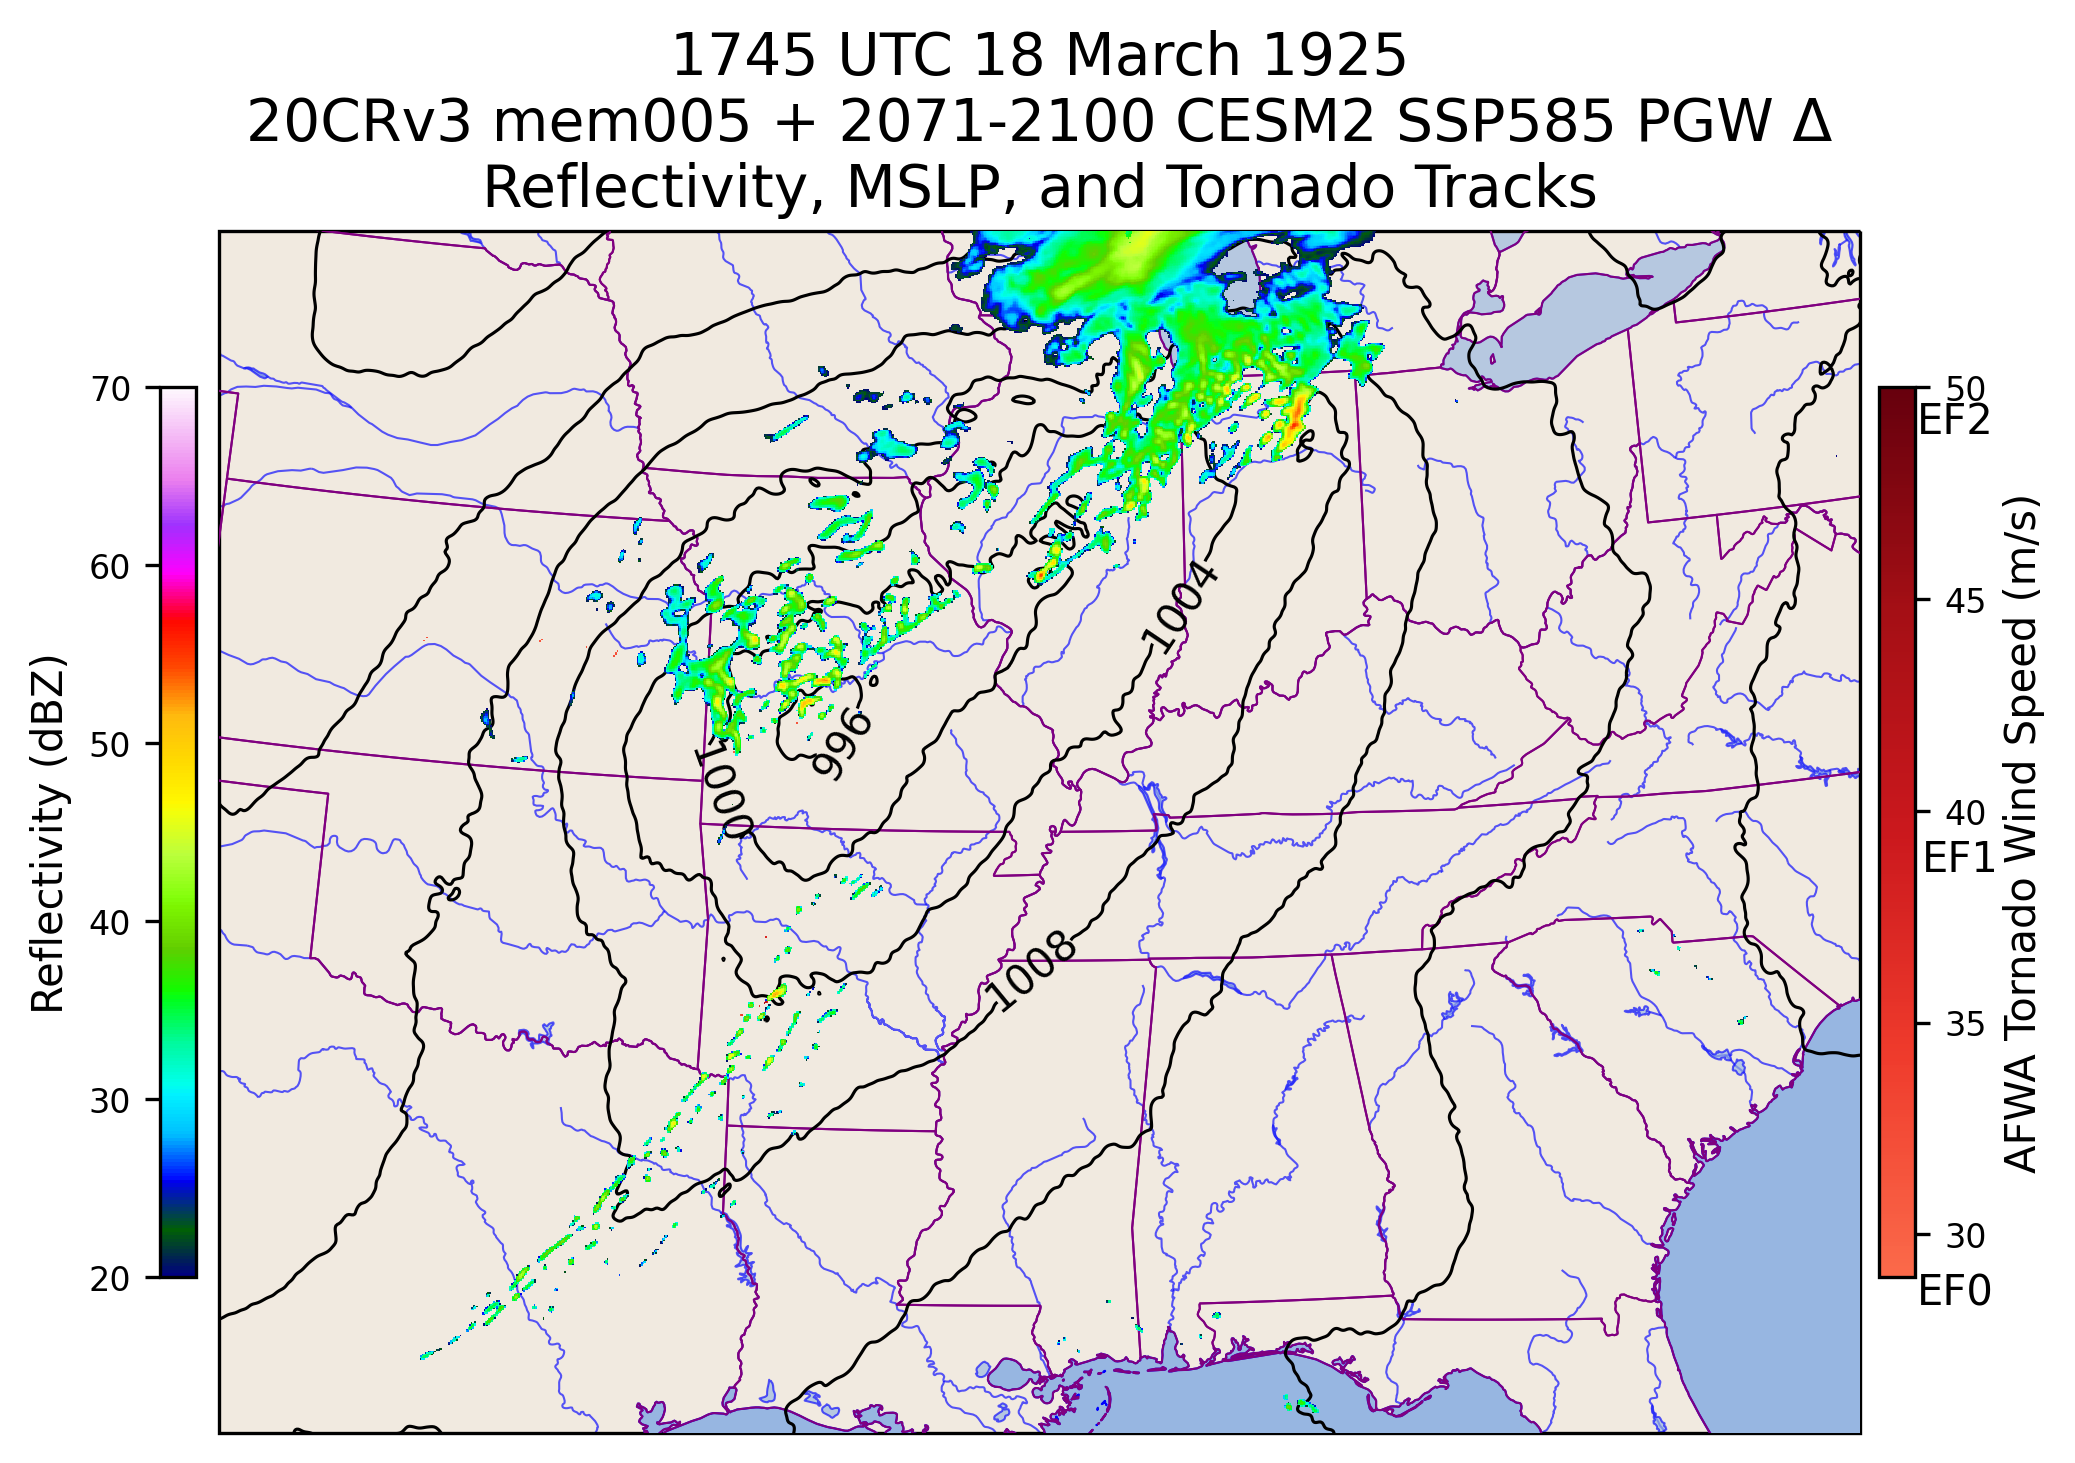 1745 UTC 18 March 1925
20CRv3 mem005 + 2071-2100 CESM2 SSP585 PGW Δ
Reflectivity, MSLP, and Tornado Tracks
70
60
50
40
30
20
Reflectivity (dBZ)
1004
996
1000
1008
50
EF2
45
40
EF1
35
30
EF0
AFWA Tornado Wind Speed (m/s)